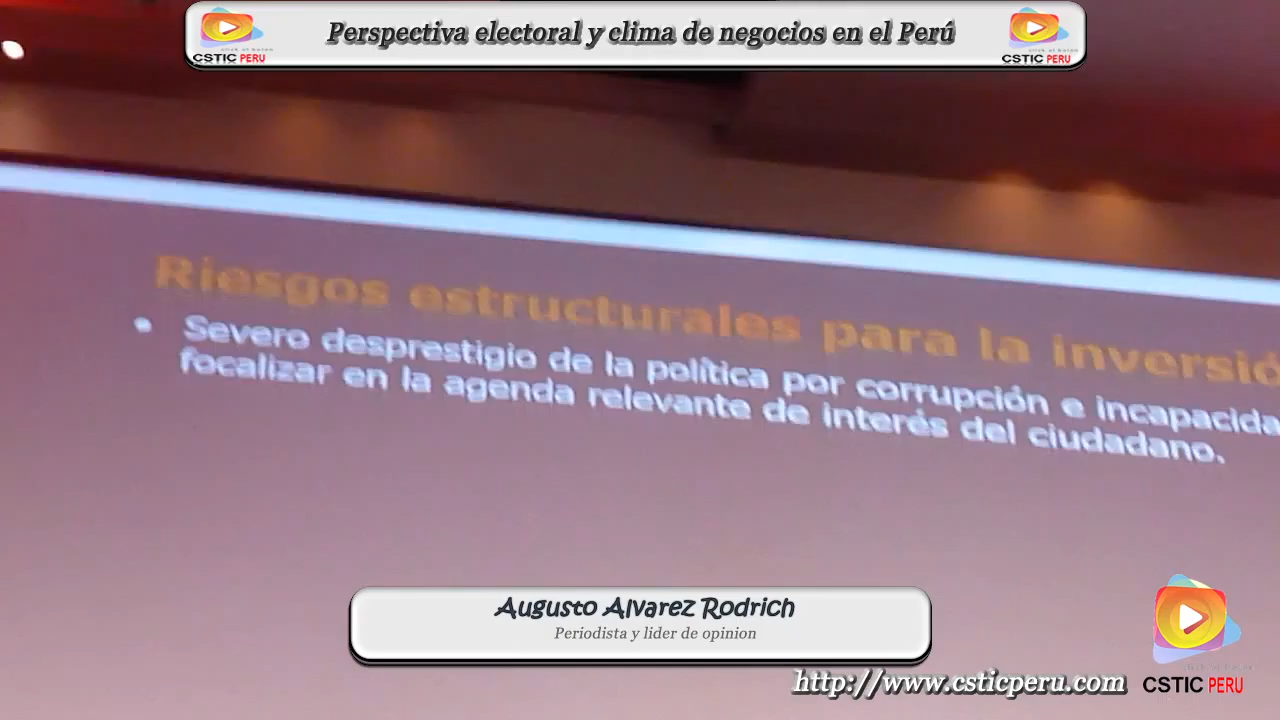 Perspectiva electoral y clima de negocios en el Perú
CSTIC PERU
CSTIC PERU
Riesgos estructurales para la inversió
Severo desprestigio de la política por corrupción e incapacida
focalizar en la agenda relevante de interés del ciudadano.
Augusto Alvarez Rodrich
Periodista y lider de opinion
http://www.csticperu.com
CSTIC PERU